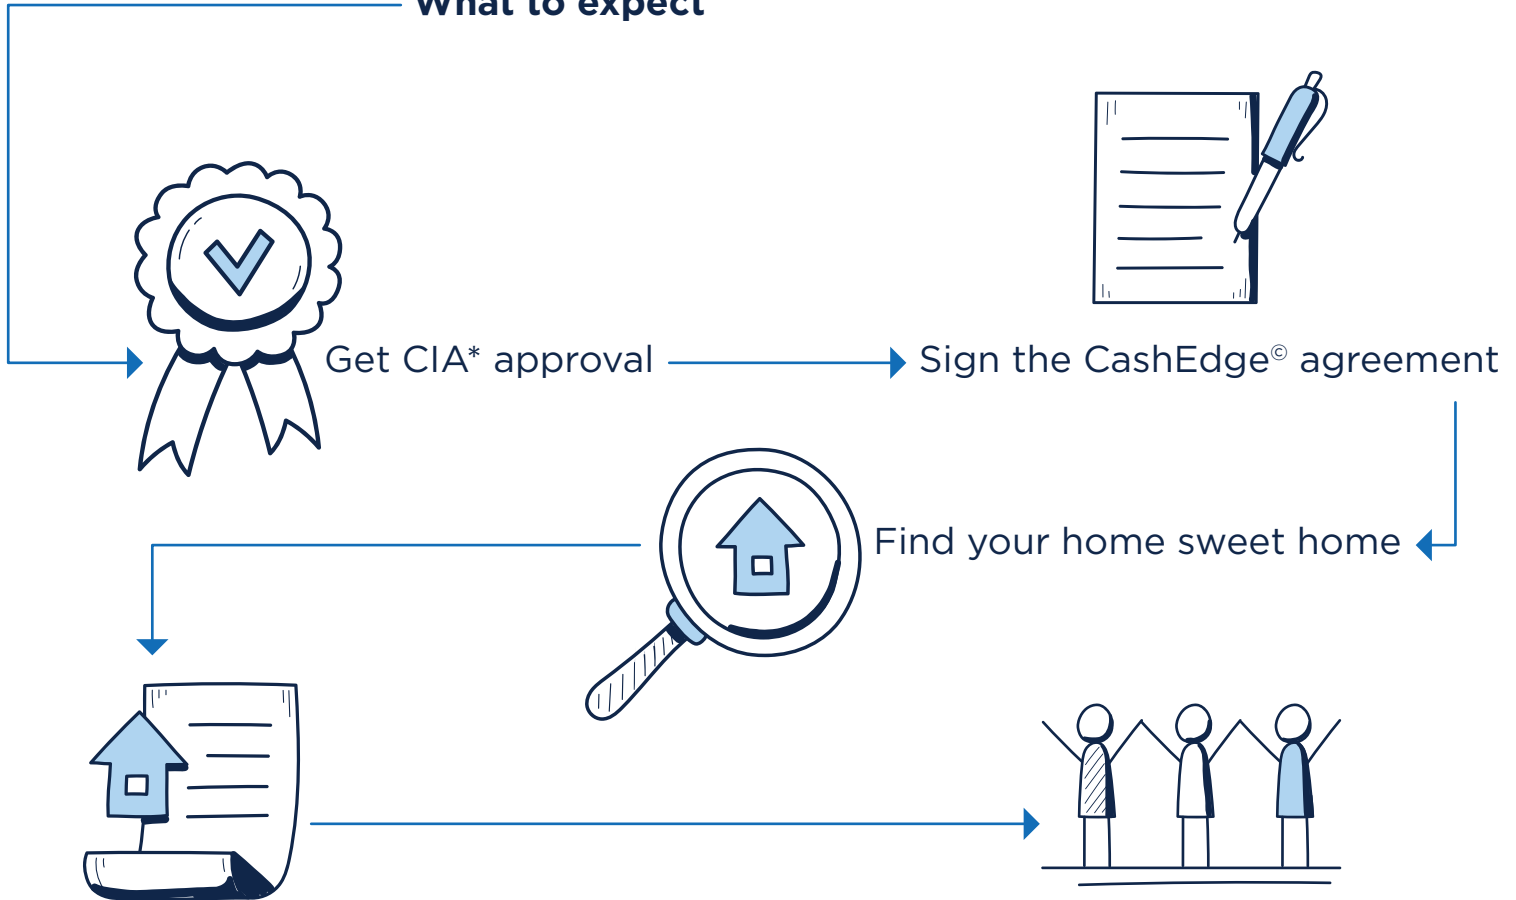 What to expect
Get CIA* approval
Sign the CashEdge© agreement
Find your home sweet home